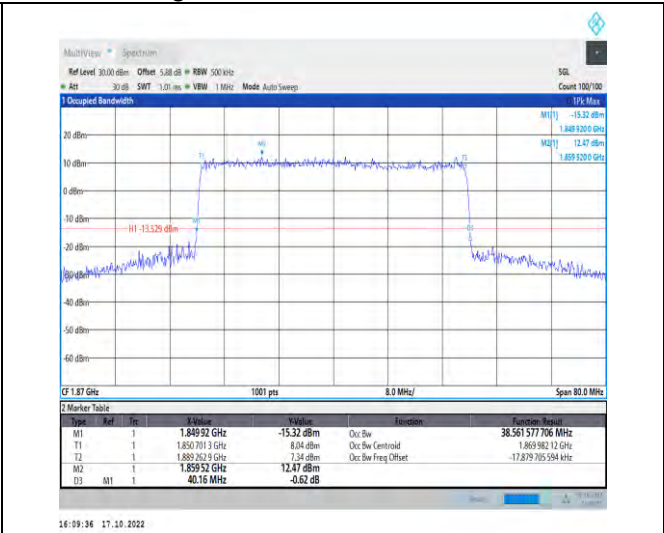 MultiView Spectrum
Ref Level 30.00 dBm Offset 5.88 dB RBW 500 kHz SGL
Att 30 dB SWT 1.01 ms VBW 1 MHz Mode Auto Sweep Count 100/100
1 Occupied Bandwidth 1Pk Max
M1[1] -15.32 dBm
1.849 920 0 GHz
M2[1] 12.47 dBm
1.859 520 0 GHz
20 dBm
M2
T1 T2
10 dBm
0 dBm
-10 dBm
M1
H1 -13.529 dBm
D3
-20 dBm
-30 dBm
-40 dBm
-50 dBm
-60 dBm
CF 1.87 GHz 1001 pts 8.0 MHz/ Span 80.0 MHz
2 Marker Table
Type Ref Trc X-Value Y-Value Function Function Result
M1 1 1.849 92 GHz -15.32 dBm Occ Bw 38.561 577 706 MHz
T1 1 1.850 701 3 GHz 8.04 dBm Occ Bw Centroid 1.869 982 12 GHz
T2 1 1.889 262 9 GHz 7.34 dBm Occ Bw Freq Offset -17.879 705 594 kHz
M2 1 1.859 52 GHz 12.47 dBm
D3 M1 1 40.16 MHz -0.62 dB
16:09:36 17.10.2022